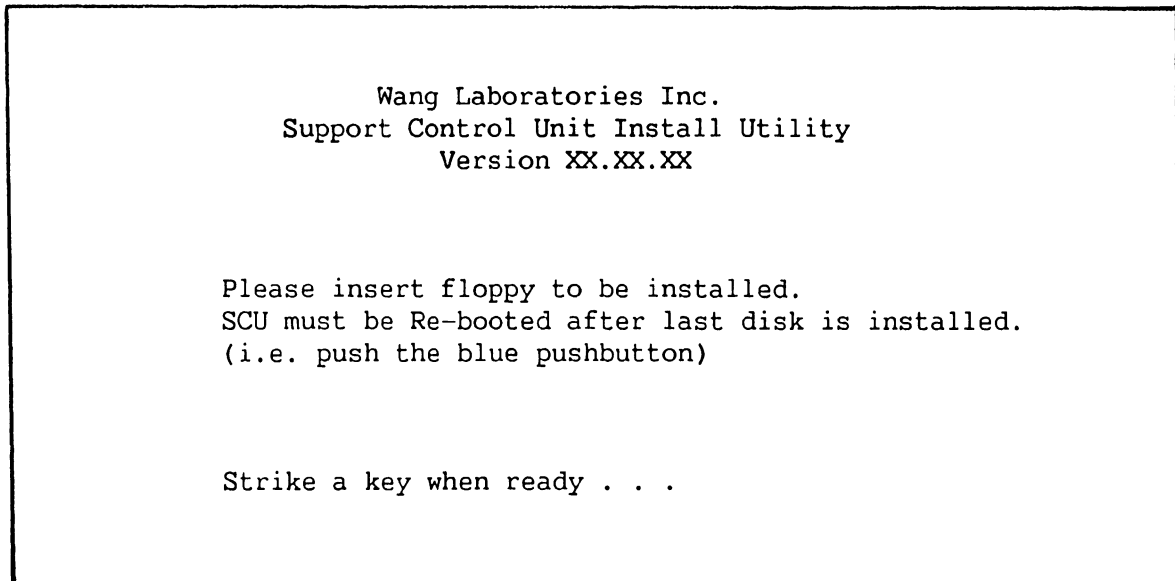 Wang Laboratories Inc.
Support Control Unit Install Utility
Version XX.XX.XX
Please insert floppy to be installed.
SCU must be Re-booted after last disk is installed.
(i.e. push the blue pushbutton)
Strike a key when ready . . .